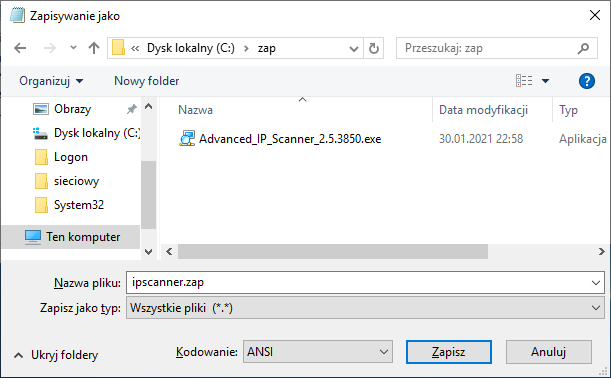 Zapisywanie jako
« Dysk lokalny (C:) › zap
Przeszukaj: zap
Organizuj
Nowy folder
Nazwa
Data modyfikacji
Typ
Obrazy
Dysk lokalny (C:)
Logon
sieciowy
System32
Ten komputer
Advanced_IP_Scanner_2.5.3850.exe
30.01.2021 22:58
Aplikacja
Nazwa pliku: ipscanner.zap
Zapisz jako typ: Wszystkie pliki (*.*)
Ukryj foldery
Kodowanie: ANSI
Zapisz
Anuluj